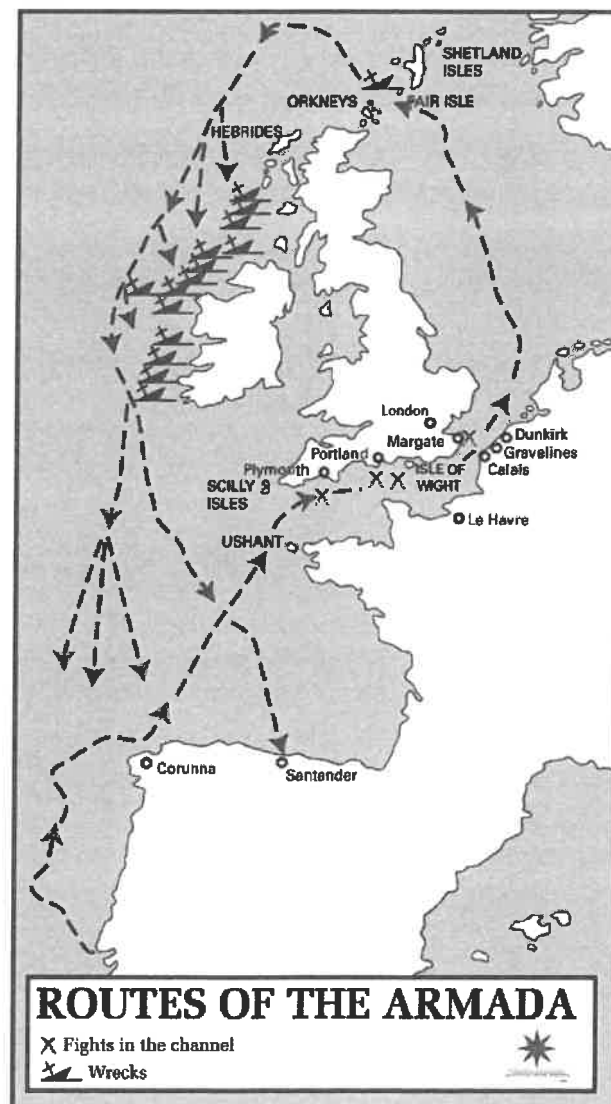 SHETLAND
ISLES
ORKNEYS
FAIR ISLE
HEBRIDES
London
Margate
Dunkirk
Gravelines
Calais
Portland
Plymouth
ISLE OF
WIGHT
SCILLY
ISLES
Le Havre
USHANT
Corunna
Santander
ROUTES OF THE ARMADA
X Fights in the channel
Wrecks